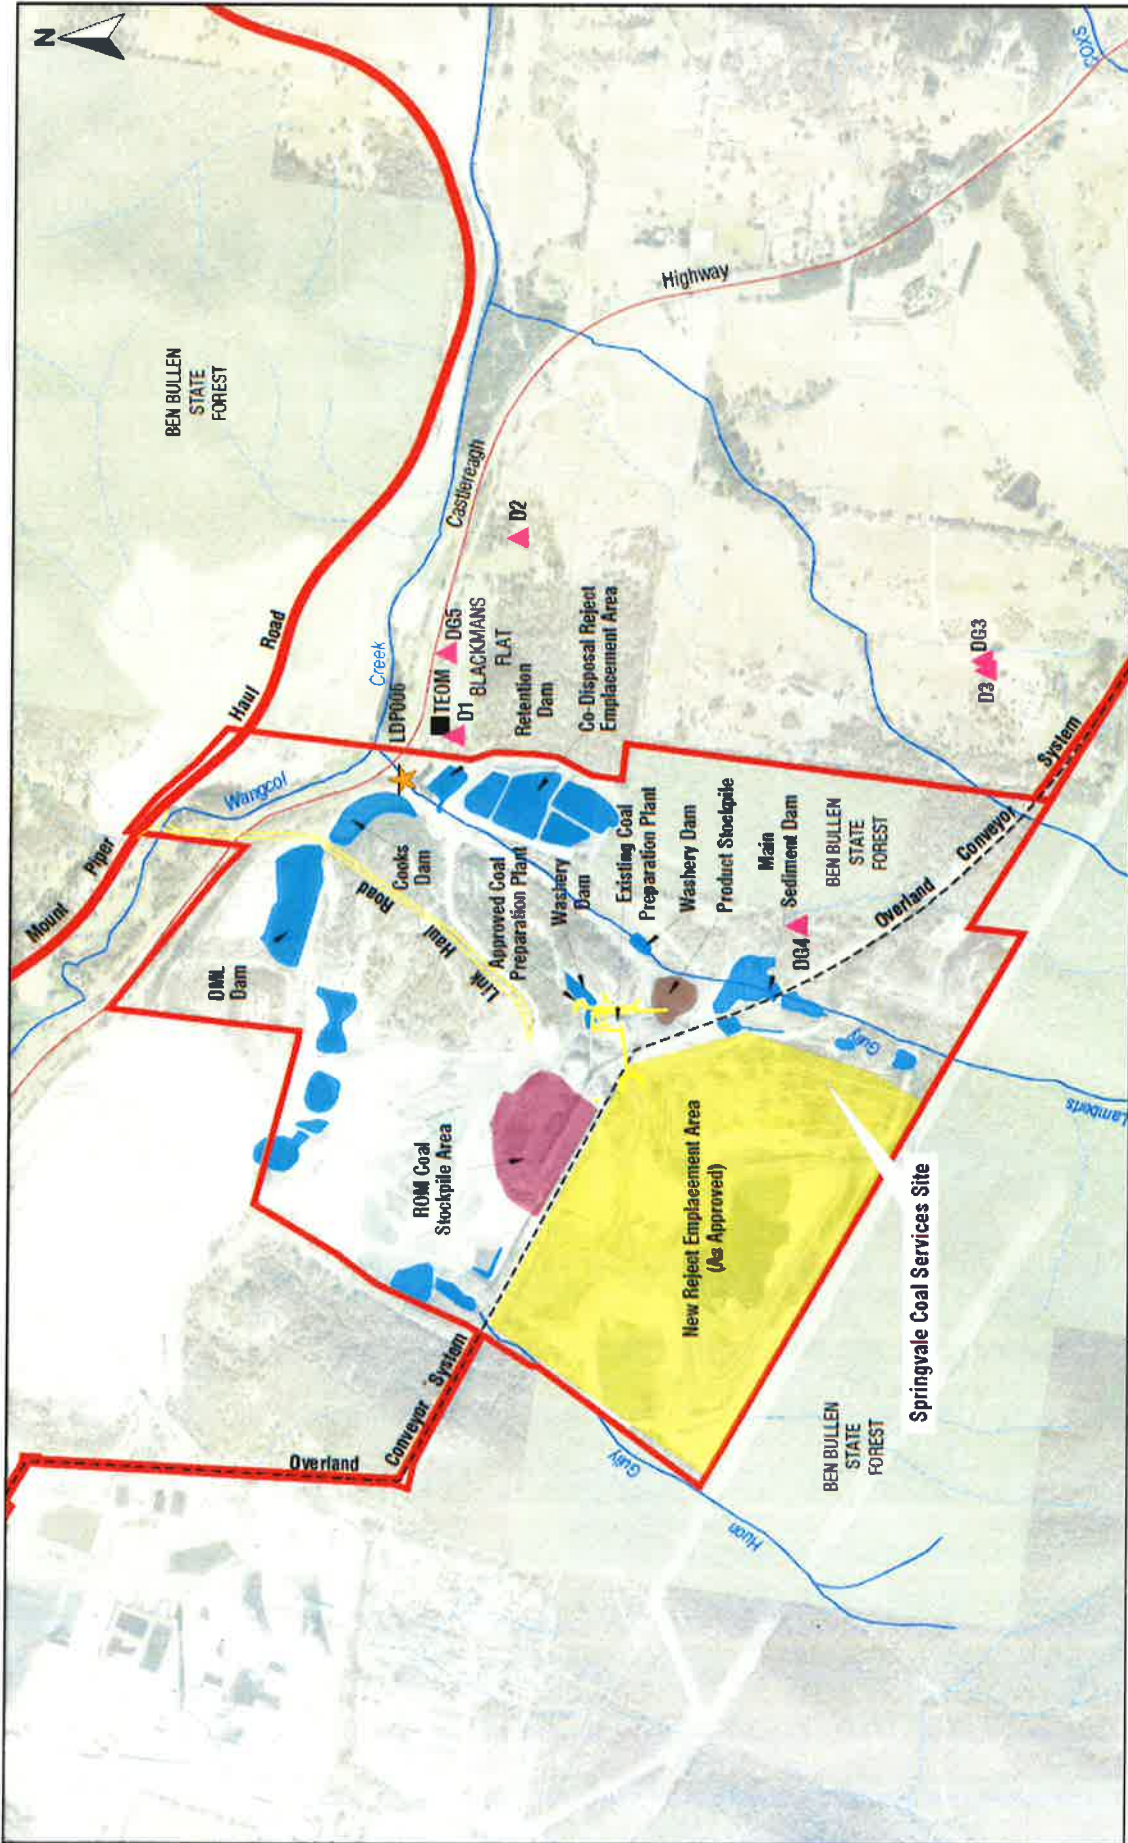 N
BEN BULLEN
STATE
FOREST
Mount
Piper
Haul
Road
Wangcol
Creek
Coxs
Castlereagh
Highway
LDP006
TEOM
DG5
D1
BLACKMANS
FLAT
D2
Retention
Dam
Co-Disposal Reject
Emplacement Area
DML
Dam
Cooks
Dam
Link
Haul
Road
Approved Coal
Preparation Plant
Washery
Dam
Existing Coal
Preparation Plant
Washery Dam
Product Stockpile
Main
Sediment Dam
DG4
BEN BULLEN
STATE
FOREST
D3
DG3
Overland
Conveyor
System
ROM Coal
Stockpile Area
New Reject Emplacement Area
(As Approved)
Lamberts
Gully
Springvale Coal Services Site
Overland
Conveyor
System
Huon
Gully
BEN BULLEN
STATE
FOREST